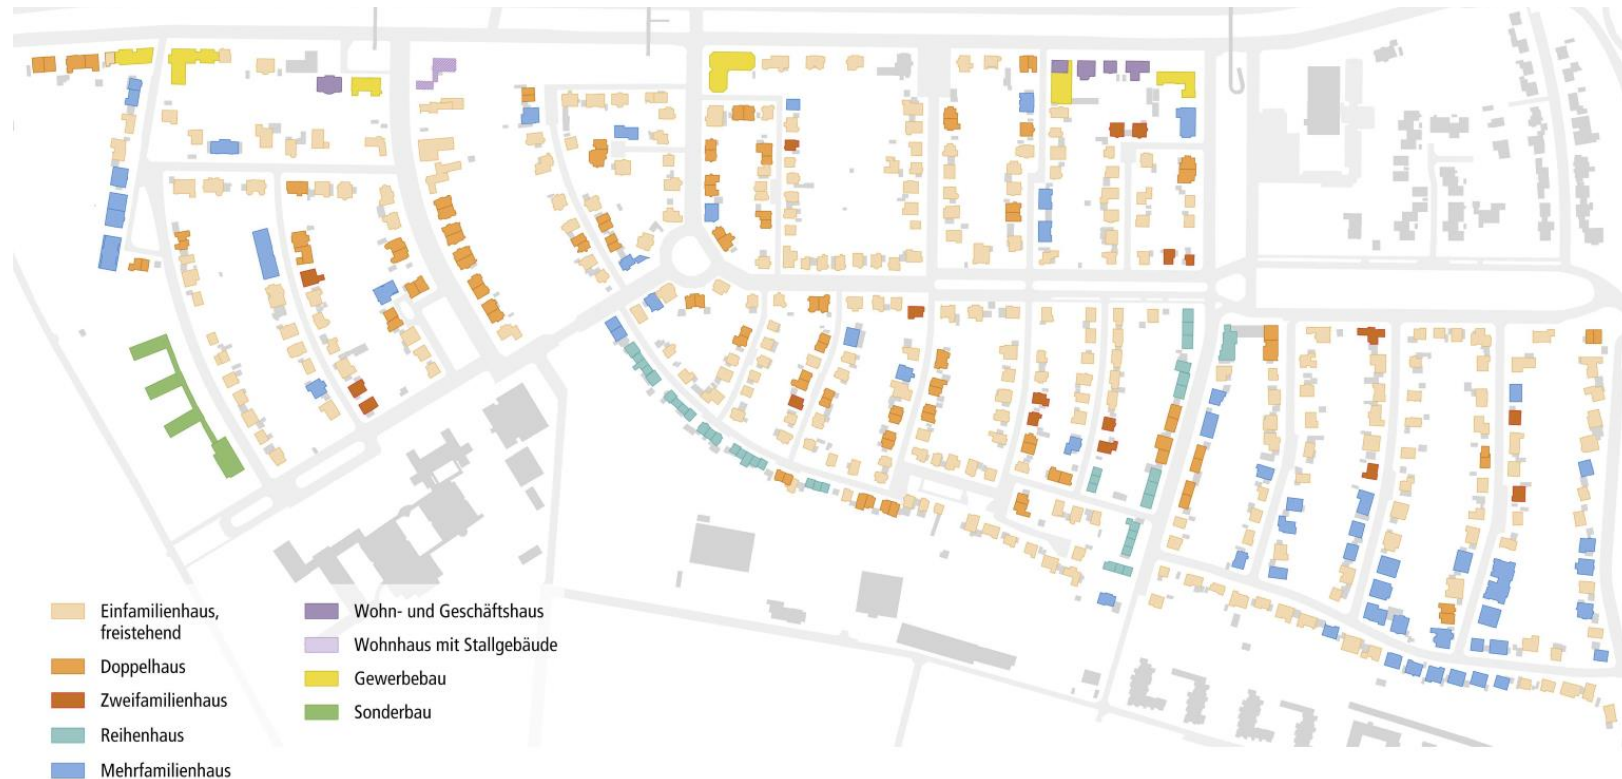 Einfamilienhaus,
freistehend
Doppelhaus
Zweifamilienhaus
Reihenhaus
Mehrfamilienhaus
Wohn- und Geschäftshaus
Wohnhaus mit Stallgebäude
Gewerbebau
Sonderbau